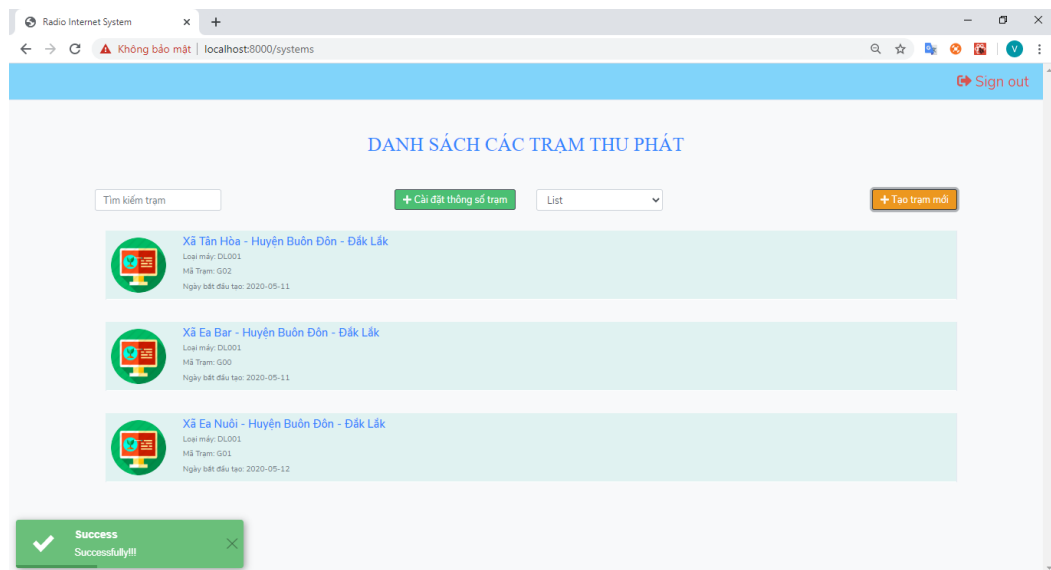 Radio Internet System
Không bảo mật | localhost:8000/systems
V
Sign out
DANH SÁCH CÁC TRẠM THU PHÁT
Tìm kiếm trạm
+ Cài đặt thông số trạm
List
+ Tạo trạm mới
Xã Tân Hòa - Huyện Buôn Đôn - Đắk Lắk
Loại máy: DL001
Mã Trạm: G02
Ngày bắt đầu tạo: 2020-05-11
Xã Ea Bar - Huyện Buôn Đôn - Đắk Lắk
Loại máy: DL001
Mã Trạm: G00
Ngày bắt đầu tạo: 2020-05-11
Xã Ea Nuôi - Huyện Buôn Đôn - Đắk Lắk
Loại máy: DL001
Mã Trạm: G01
Ngày bắt đầu tạo: 2020-05-12
Success
Successfully!!!